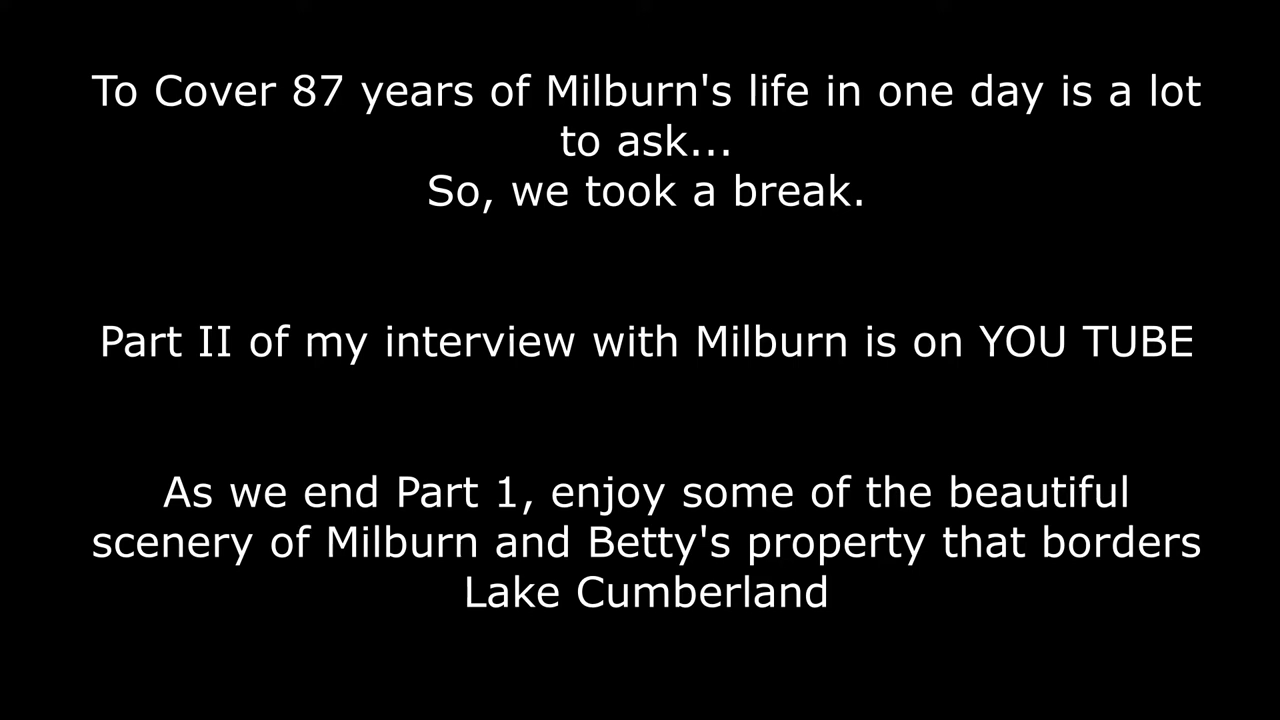 To Cover 87 years of Milburn's life in one day is a lot
to ask...
So, we took a break.
Part II of my interview with Milburn is on YOU TUBE
As we end Part 1, enjoy some of the beautiful
scenery of Milburn and Betty's property that borders
Lake Cumberland